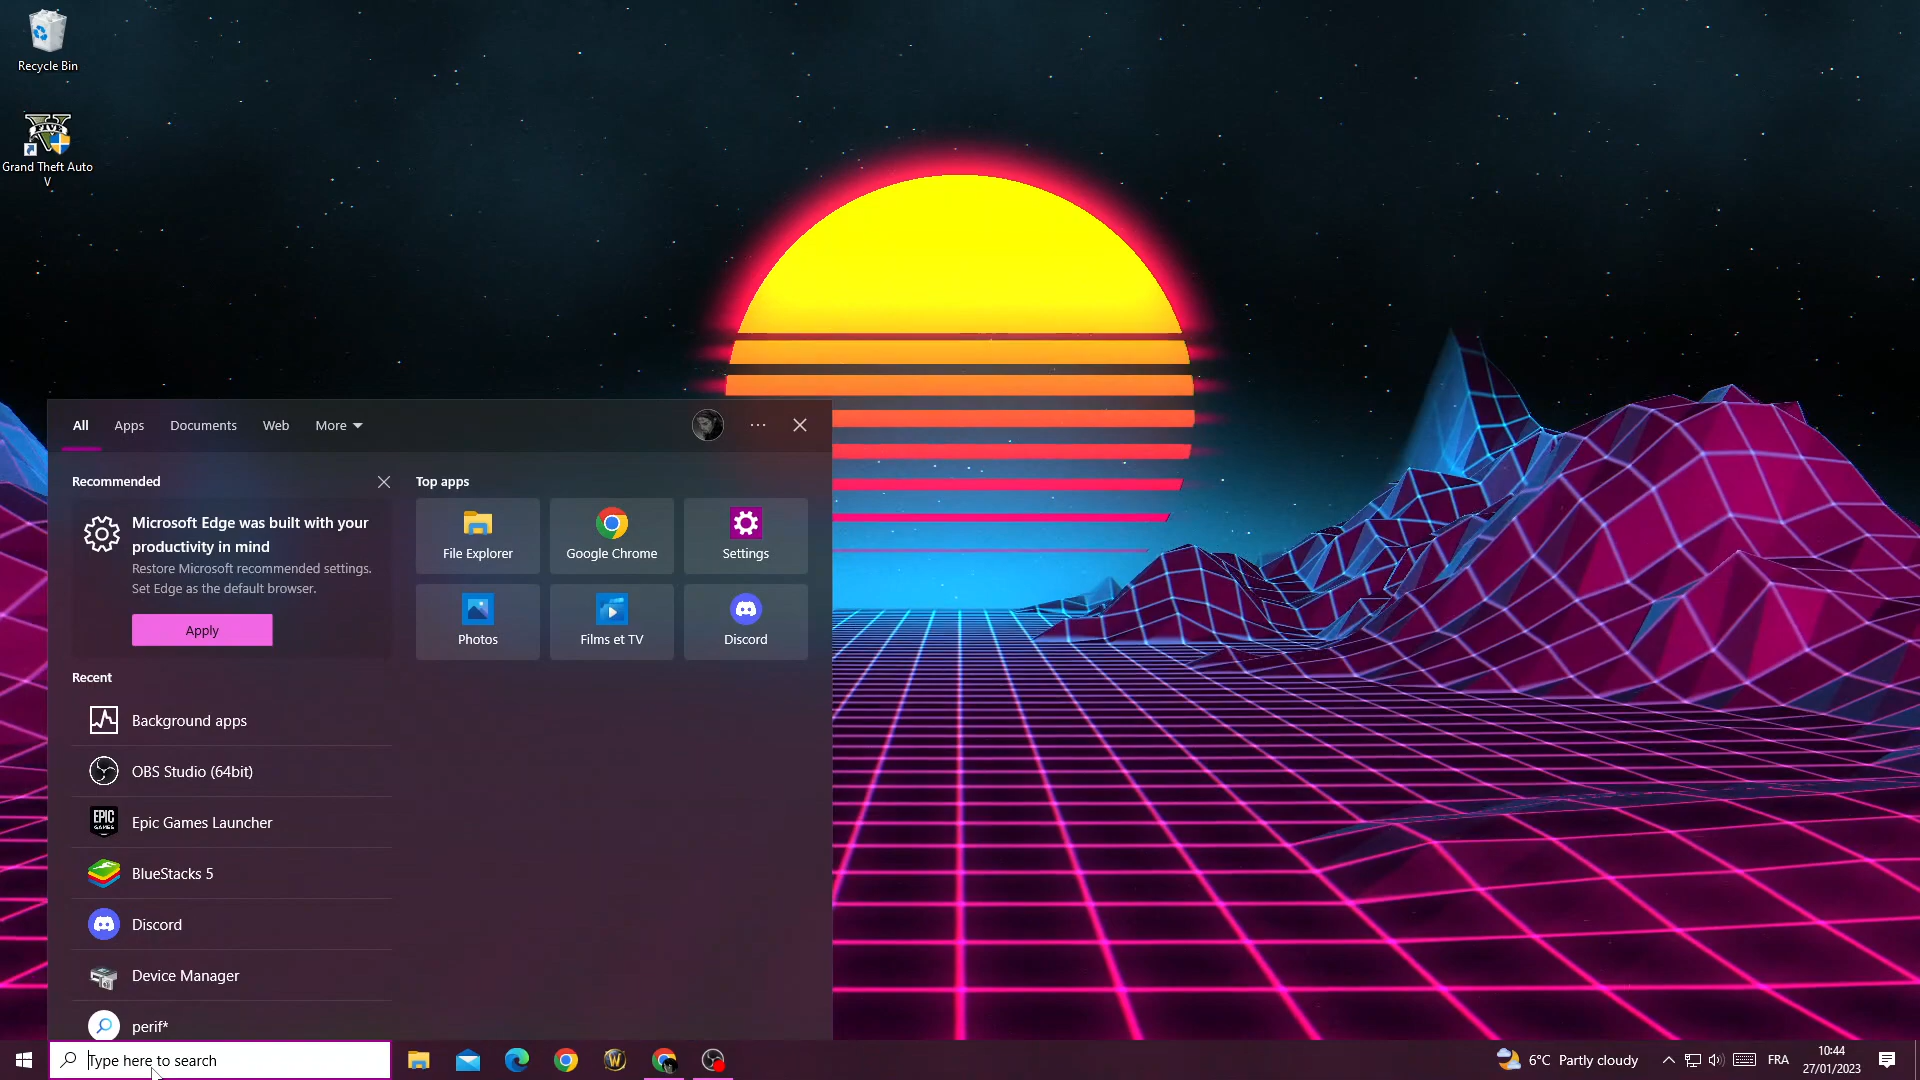 Recycle Bin
FIVE
Grand Theft Auto
V
All
Apps
Documents
Web
More
Recommended
Microsoft Edge was built with your
productivity in mind
Restore Microsoft recommended settings.
Set Edge as the default browser.
Apply
Top apps
File Explorer
Google Chrome
Settings
Photos
Films et TV
Discord
Recent
Background apps
OBS Studio (64bit)
EPIC
GAMES
Epic Games Launcher
BlueStacks 5
Discord
Device Manager
perif*
Type here to search
W
6°C Partly cloudy
FRA
10:44
27/01/2023